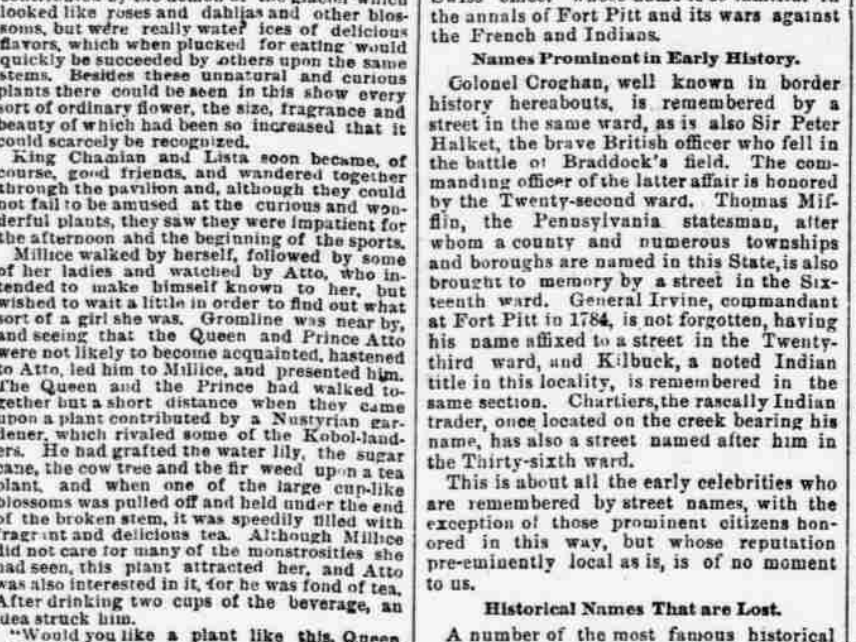 looked like roses and dahlias and other blos-
soms, but were really water ices of delicious
flavors, which when plucked for eating would
quickly be succeeded by others upon the same
stems. Besides these unnatural and curious
plants there could be seen in this show every
sort of ordinary flower, the size, fragrance and
beauty of which had been so increased that it
could scarcely be recognized.
King Chamian and Lista soon became, of
course, good friends, and wandered together
through the pavilion and, although they could
not fail to be amused at the curious and won-
derful plants, they saw they were impatient for
the afternoon and the beginning of the sports.
Millice walked by herself, followed by some
of her ladies and watched by Atto, who in-
tended to make himself known to her, but
wished to wait a little in order to find out what
sort of a girl she was. Gromline was near by,
and seeing that the Queen and Prince Atto
were not likely to become acquainted, hastened
to Atto, led him to Millice, and presented him.
The Queen and the Prince had walked to-
gether but a short distance when they came
upon a plant contributed by a Nustyrian gar-
dener, which rivaled some of the Kobol-land-
ers. He had grafted the water lily, the sugar
cane, the cow tree and the fir weed upon a tea
plant, and when one of the large cup-like
blossoms was pulled off and held under the end
of the broken stem, it was speedily filled with
fragrant and delicious tea. Although Millice
did not care for many of the monstrosities she
had seen, this plant attracted her, and Atto
was also interested in it, for he was fond of tea.
After drinking two cups of the beverage, an
idea struck him.
"Would you like a plant like this, Queen
the annals of Fort Pitt and its wars against
the French and Indians.
Names Prominent in Early History.
Colonel Croghan, well known in border
history hereabouts, is remembered by a
street in the same ward, as is also Sir Peter
Halket, the brave British officer who fell in
the battle of Braddock's field. The com-
manding officer of the latter affair is honored
by the Twenty-second ward. Thomas Mif-
flin, the Pennsylvania statesman, after
whom a county and numerous townships
and boroughs are named in this State, is also
brought to memory by a street in the Six-
teenth ward. General Irvine, commandant
at Fort Pitt in 1784, is not forgotten, having
his name affixed to a street in the Twenty-
third ward, and Kilbuck, a noted Indian
title in this locality, is remembered in the
same section. Chartiers, the rascally Indian
trader, once located on the creek bearing his
name, has also a street named after him in
the Thirty-sixth ward.
This is about all the early celebrities who
are remembered by street names, with the
exception of those prominent citizens hon-
ored in this way, but whose reputation
pre-eminently local as is, is of no moment
to us.
Historical Names That are Lost.
A number of the most famous historical